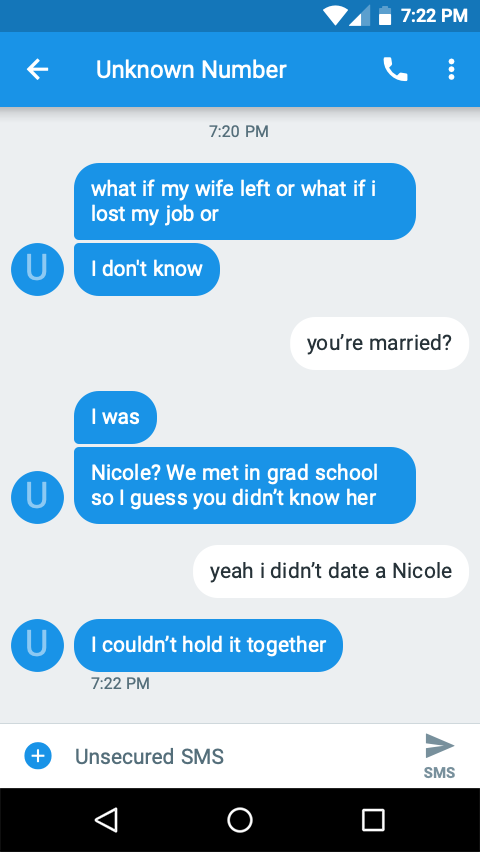 7:22 PM
Unknown Number
7:20 PM
what if my wife left or what if i
lost my job or
U
I don't know
you’re married?
I was
U
Nicole? We met in grad school
so I guess you didn’t know her
yeah i didn’t date a Nicole
U
I couldn’t hold it together
7:22 PM
Unsecured SMS
SMS